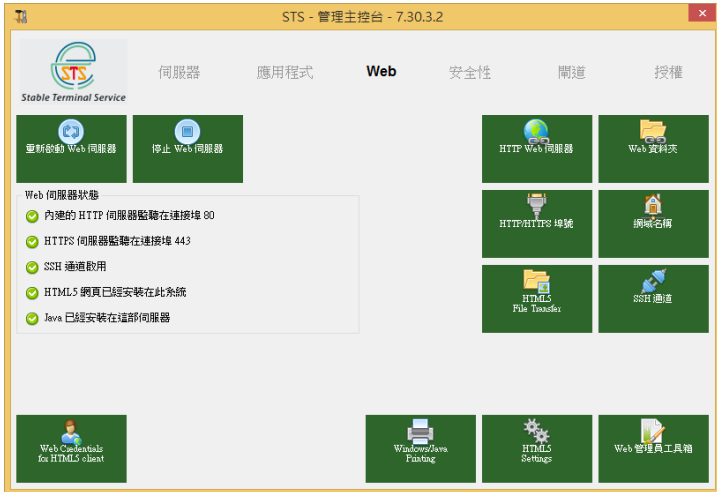 STS - 管理主控台 - 7.30.3.2
STS
Stable Terminal Service
伺服器
應用程式
Web
安全性
閘道
授權
重新啟動 Web 伺服器
停止 Web 伺服器
HTTP Web 伺服器
Web 資料夾
Web 伺服器狀態
內建的 HTTP 伺服器監聽在連接埠 80
HTTPS 伺服器監聽在連接埠 443
SSH 通道啟用
HTML5 網頁已經安裝在此系統
Java 已經安裝在這部伺服器
HTTP/HTTPS 埠號
網域名稱
HTML5
File Transfer
SSH 通道
Web Credentials
for HTML5 client
Windows/Java
Printing
HTML5
Settings
Web 管理員工具箱